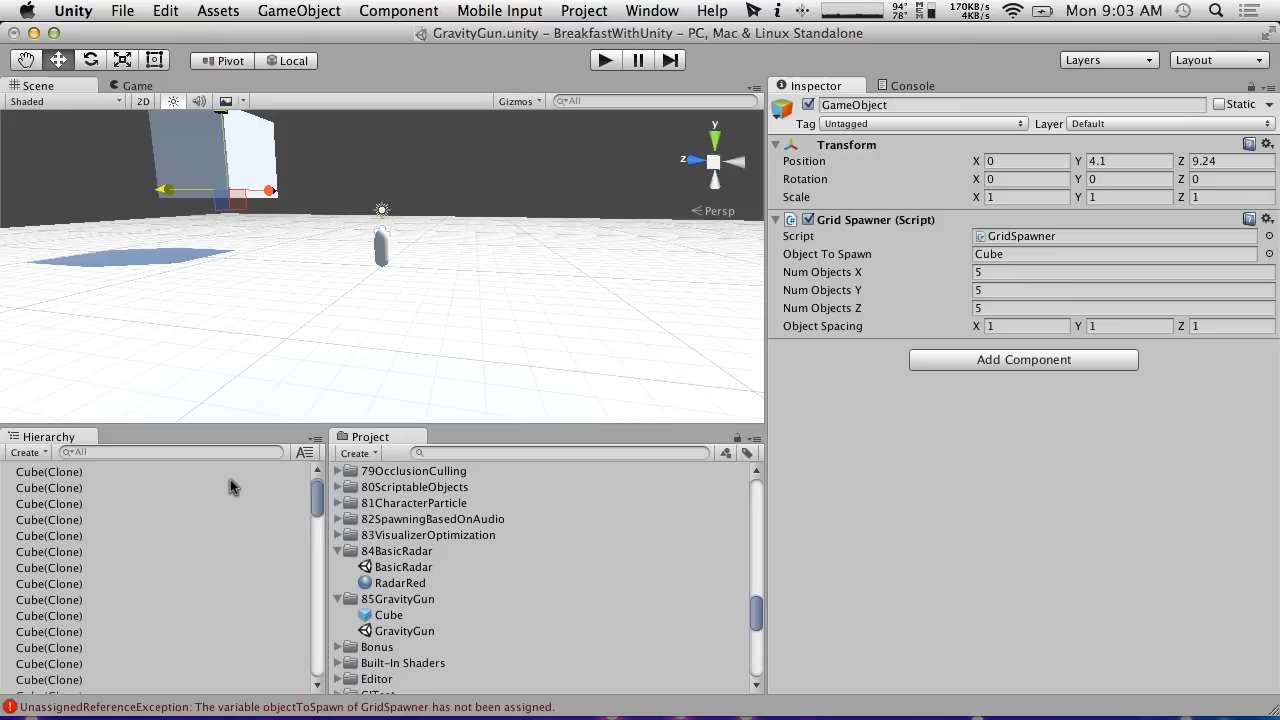 Unity File Edit Assets GameObject Component Mobile Input Project Window Help 94° 78° 170KB/s 4KB/s Mon 9:03 AM
GravityGun.unity - BreakfastWithUnity - PC, Mac & Linux Standalone
Pivot Local Layers Layout
Scene Game
Shaded 2D Gizmos All
y
z
Persp
Inspector Console
GameObject Static
Tag Untagged Layer Default
Transform
Position X 0 Y 4.1 Z 9.24
Rotation X 0 Y 0 Z 0
Scale X 1 Y 1 Z 1
Grid Spawner (Script)
Script GridSpawner
Object To Spawn Cube
Num Objects X 5
Num Objects Y 5
Num Objects Z 5
Object Spacing X 1 Y 1 Z 1
Add Component
Hierarchy
Create All
Cube(Clone)
Cube(Clone)
Cube(Clone)
Cube(Clone)
Cube(Clone)
Cube(Clone)
Cube(Clone)
Cube(Clone)
Cube(Clone)
Cube(Clone)
Cube(Clone)
Cube(Clone)
Cube(Clone)
Cube(Clone)
Project
Create
79OcclusionCulling
80ScriptableObjects
81CharacterParticle
82SpawningBasedOnAudio
83VisualizerOptimization
84BasicRadar
BasicRadar
RadarRed
85GravityGun
Cube
GravityGun
Bonus
Built-In Shaders
Editor
UnassignedReferenceException: The variable objectToSpawn of GridSpawner has not been assigned.